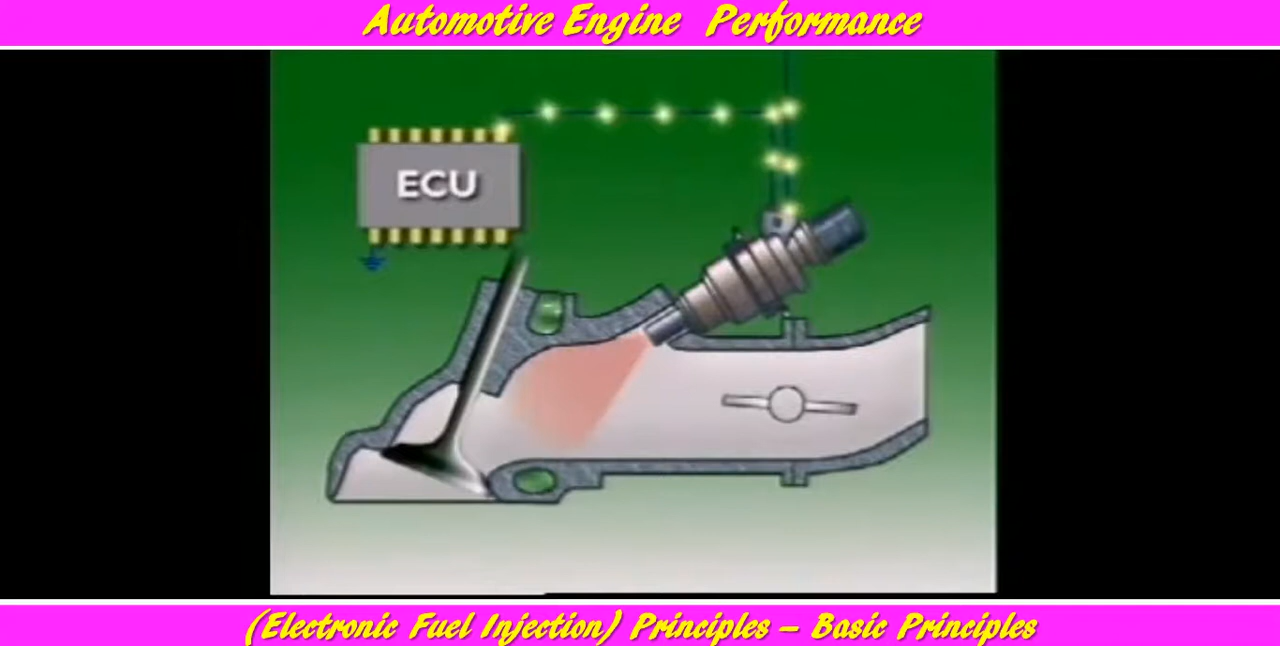 Automotive Engine Performance
ECU
(Electronic Fuel Injection) Principles – Basic Principles